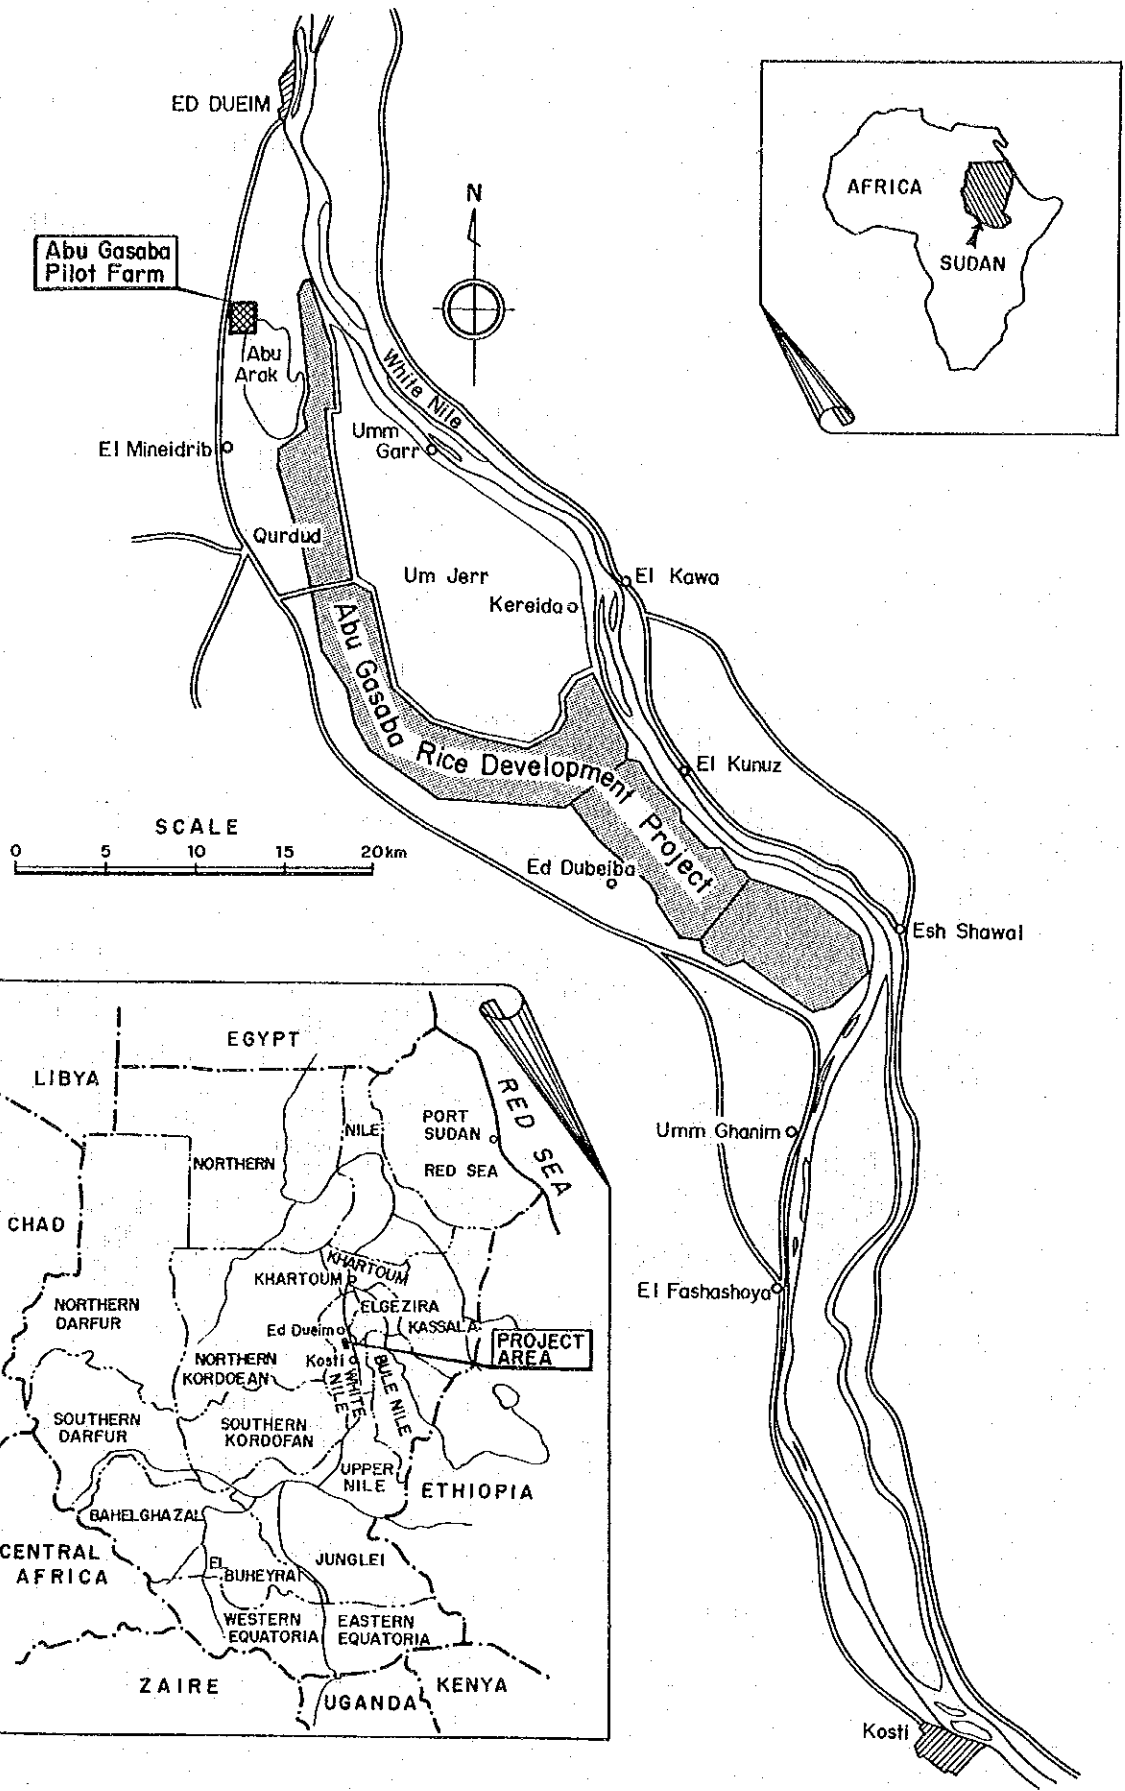 ED DUEIM
N
AFRICA
SUDAN
Abu Gasaba
Pilot Farm
Abu
Arak
White Nile
El Mineidrib
Umm
Garr
Qurdud
Um Jerr
El Kawa
Kereida
Abu Gasaba Rice Development Project
El Kunuz
SCALE
0 5 10 15 20km
Ed Dubeiba
Esh Shawal
Umm Ghanim
El Fashashoya
Kosti
EGYPT
LIBYA
RED SEA
NILE
PORT
SUDAN
NORTHERN
RED SEA
CHAD
KHARTOUM
KHARTOUM
ELGEZIRA
KASSALA
NORTHERN
DARFUR
Ed Dueim
PROJECT
AREA
NORTHERN
KORDOEAN
Kosti
WHITE
NILE
BULE NILE
SOUTHERN
DARFUR
SOUTHERN
KORDOFAN
UPPER
NILE
ETHIOPIA
BAHELGHAZAL
CENTRAL
AFRICA
EL
BUHEYRAT
JUNGLEI
WESTERN
EQUATORIA
EASTERN
EQUATORIA
ZAIRE
UGANDA
KENYA